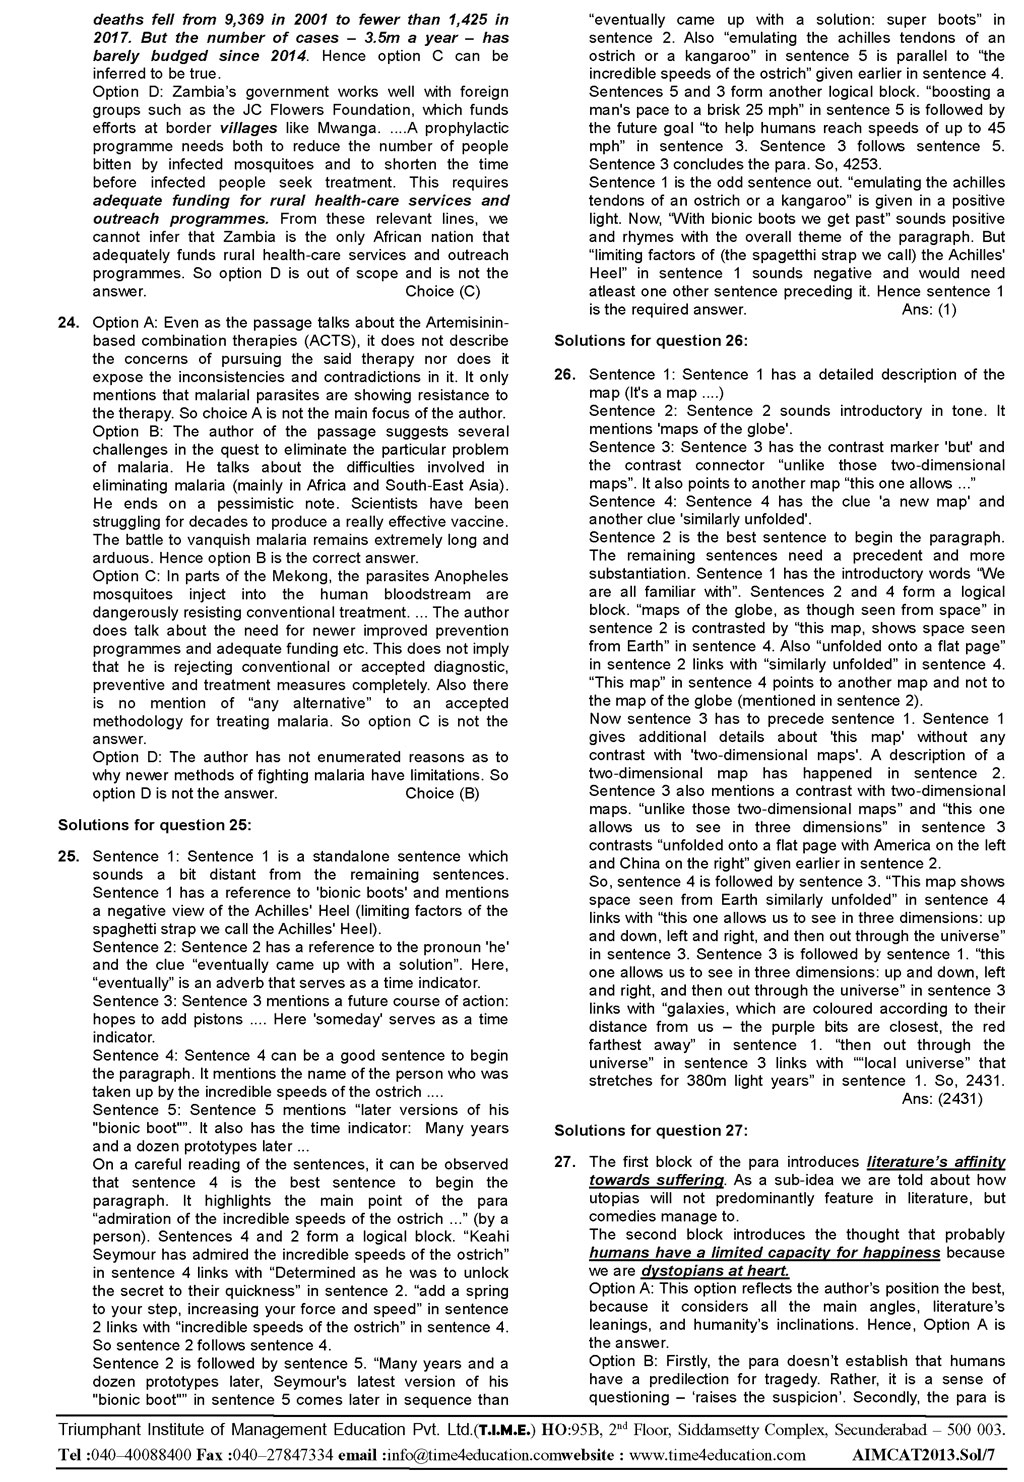 deaths fell from 9,369 in 2001 to fewer than 1,425 in
2017. But the number of cases – 3.5m a year – has
barely budged since 2014. Hence option C can be
inferred to be true.
Option D: Zambia's government works well with foreign
groups such as the JC Flowers Foundation, which funds
efforts at border villages like Mwanga. ....A prophylactic
programme needs both to reduce the number of people
bitten by infected mosquitoes and to shorten the time
before infected people seek treatment. This requires
adequate funding for rural health-care services and
outreach programmes. From these relevant lines, we
cannot infer that Zambia is the only African nation that
adequately funds rural health-care services and outreach
programmes. So option D is out of scope and is not the
answer. Choice (C)
24. Option A: Even as the passage talks about the Artemisinin-
based combination therapies (ACTS), it does not describe
the concerns of pursuing the said therapy nor does it
expose the inconsistencies and contradictions in it. It only
mentions that malarial parasites are showing resistance to
the therapy. So choice A is not the main focus of the author.
Option B: The author of the passage suggests several
challenges in the quest to eliminate the particular problem
of malaria. He talks about the difficulties involved in
eliminating malaria (mainly in Africa and South-East Asia).
He ends on a pessimistic note. Scientists have been
struggling for decades to produce a really effective vaccine.
The battle to vanquish malaria remains extremely long and
arduous. Hence option B is the correct answer.
Option C: In parts of the Mekong, the parasites Anopheles
mosquitoes inject into the human bloodstream are
dangerously resisting conventional treatment. ... The author
does talk about the need for newer improved prevention
programmes and adequate funding etc. This does not imply
that he is rejecting conventional or accepted diagnostic,
preventive and treatment measures completely. Also there
is no mention of “any alternative” to an accepted
methodology for treating malaria. So option C is not the
answer.
Option D: The author has not enumerated reasons as to
why newer methods of fighting malaria have limitations. So
option D is not the answer. Choice (B)
Solutions for question 25:
25. Sentence 1: Sentence 1 is a standalone sentence which
sounds a bit distant from the remaining sentences.
Sentence 1 has a reference to 'bionic boots' and mentions
a negative view of the Achilles' Heel (limiting factors of the
spaghetti strap we call the Achilles' Heel).
Sentence 2: Sentence 2 has a reference to the pronoun 'he'
and the clue “eventually came up with a solution”. Here,
“eventually” is an adverb that serves as a time indicator.
Sentence 3: Sentence 3 mentions a future course of action:
hopes to add pistons .... Here 'someday' serves as a time
indicator.
Sentence 4: Sentence 4 can be a good sentence to begin
the paragraph. It mentions the name of the person who was
taken up by the incredible speeds of the ostrich ....
Sentence 5: Sentence 5 mentions “later versions of his
"bionic boot"”. It also has the time indicator: Many years
and a dozen prototypes later ...
On a careful reading of the sentences, it can be observed
that sentence 4 is the best sentence to begin the
paragraph. It highlights the main point of the para
“admiration of the incredible speeds of the ostrich ...” (by a
person). Sentences 4 and 2 form a logical block. “Keahi
Seymour has admired the incredible speeds of the ostrich”
in sentence 4 links with “Determined as he was to unlock
the secret to their quickness” in sentence 2. “add a spring
to your step, increasing your force and speed” in sentence
2 links with “incredible speeds of the ostrich” in sentence 4.
So sentence 2 follows sentence 4.
Sentence 2 is followed by sentence 5. “Many years and a
dozen prototypes later, Seymour's latest version of his
"bionic boot"” in sentence 5 comes later in sequence than
“eventually came up with a solution: super boots” in
sentence 2. Also “emulating the achilles tendons of an
ostrich or a kangaroo” in sentence 5 is parallel to “the
incredible speeds of the ostrich” given earlier in sentence 4.
Sentences 5 and 3 form another logical block. “boosting a
man's pace to a brisk 25 mph” in sentence 5 is followed by
the future goal “to help humans reach speeds of up to 45
mph” in sentence 3. Sentence 3 follows sentence 5.
Sentence 3 concludes the para. So, 4253.
Sentence 1 is the odd sentence out. “emulating the achilles
tendons of an ostrich or a kangaroo” is given in a positive
light. Now, “With bionic boots we get past” sounds positive
and rhymes with the overall theme of the paragraph. But
“limiting factors of (the spagetthi strap we call) the Achilles'
Heel” in sentence 1 sounds negative and would need
atleast one other sentence preceding it. Hence sentence 1
is the required answer. Ans: (1)
Solutions for question 26:
26. Sentence 1: Sentence 1 has a detailed description of the
map (It's a map ....)
Sentence 2: Sentence 2 sounds introductory in tone. It
mentions 'maps of the globe'.
Sentence 3: Sentence 3 has the contrast marker 'but' and
the contrast connector “unlike those two-dimensional
maps”. It also points to another map “this one allows ...”
Sentence 4: Sentence 4 has the clue 'a new map' and
another clue 'similarly unfolded'.
Sentence 2 is the best sentence to begin the paragraph.
The remaining sentences need a precedent and more
substantiation. Sentence 1 has the introductory words “We
are all familiar with”. Sentences 2 and 4 form a logical
block. “maps of the globe, as though seen from space” in
sentence 2 is contrasted by “this map, shows space seen
from Earth” in sentence 4. Also “unfolded onto a flat page”
in sentence 2 links with “similarly unfolded” in sentence 4.
“This map” in sentence 4 points to another map and not to
the map of the globe (mentioned in sentence 2).
Now sentence 3 has to precede sentence 1. Sentence 1
gives additional details about 'this map' without any
contrast with 'two-dimensional maps'. A description of a
two-dimensional map has happened in sentence 2.
Sentence 3 also mentions a contrast with two-dimensional
maps. “unlike those two-dimensional maps” and “this one
allows us to see in three dimensions” in sentence 3
contrasts “unfolded onto a flat page with America on the left
and China on the right” given earlier in sentence 2.
So, sentence 4 is followed by sentence 3. “This map shows
space seen from Earth similarly unfolded” in sentence 4
links with “this one allows us to see in three dimensions: up
and down, left and right, and then out through the universe”
in sentence 3. Sentence 3 is followed by sentence 1. “this
one allows us to see in three dimensions: up and down, left
and right, and then out through the universe” in sentence 3
links with “galaxies, which are coloured according to their
distance from us – the purple bits are closest, the red
farthest away” in sentence 1. “then out through the
universe” in sentence 3 links with ““local universe” that
stretches for 380m light years” in sentence 1. So, 2431.
Ans: (2431)
Solutions for question 27:
27. The first block of the para introduces literature's affinity
towards suffering. As a sub-idea we are told about how
utopias will not predominantly feature in literature, but
comedies manage to.
The second block introduces the thought that probably
humans have a limited capacity for happiness because
we are dystopians at heart.
Option A: This option reflects the author's position the best,
because it considers all the main angles, literature's
leanings, and humanity's inclinations. Hence, Option A is
the answer.
Option B: Firstly, the para doesn't establish that humans
have a predilection for tragedy. Rather, it is a sense of
questioning – ‘raises the suspicion’. Secondly, the para is
Triumphant Institute of Management Education Pvt. Ltd.(T.I.M.E.) HO:95B, 2nd Floor, Siddamsetty Complex, Secunderabad – 500 003.
Tel :040–40088400 Fax :040–27847334 email :info@time4education.comwebsite : www.time4education.com AIMCAT2013.Sol/7